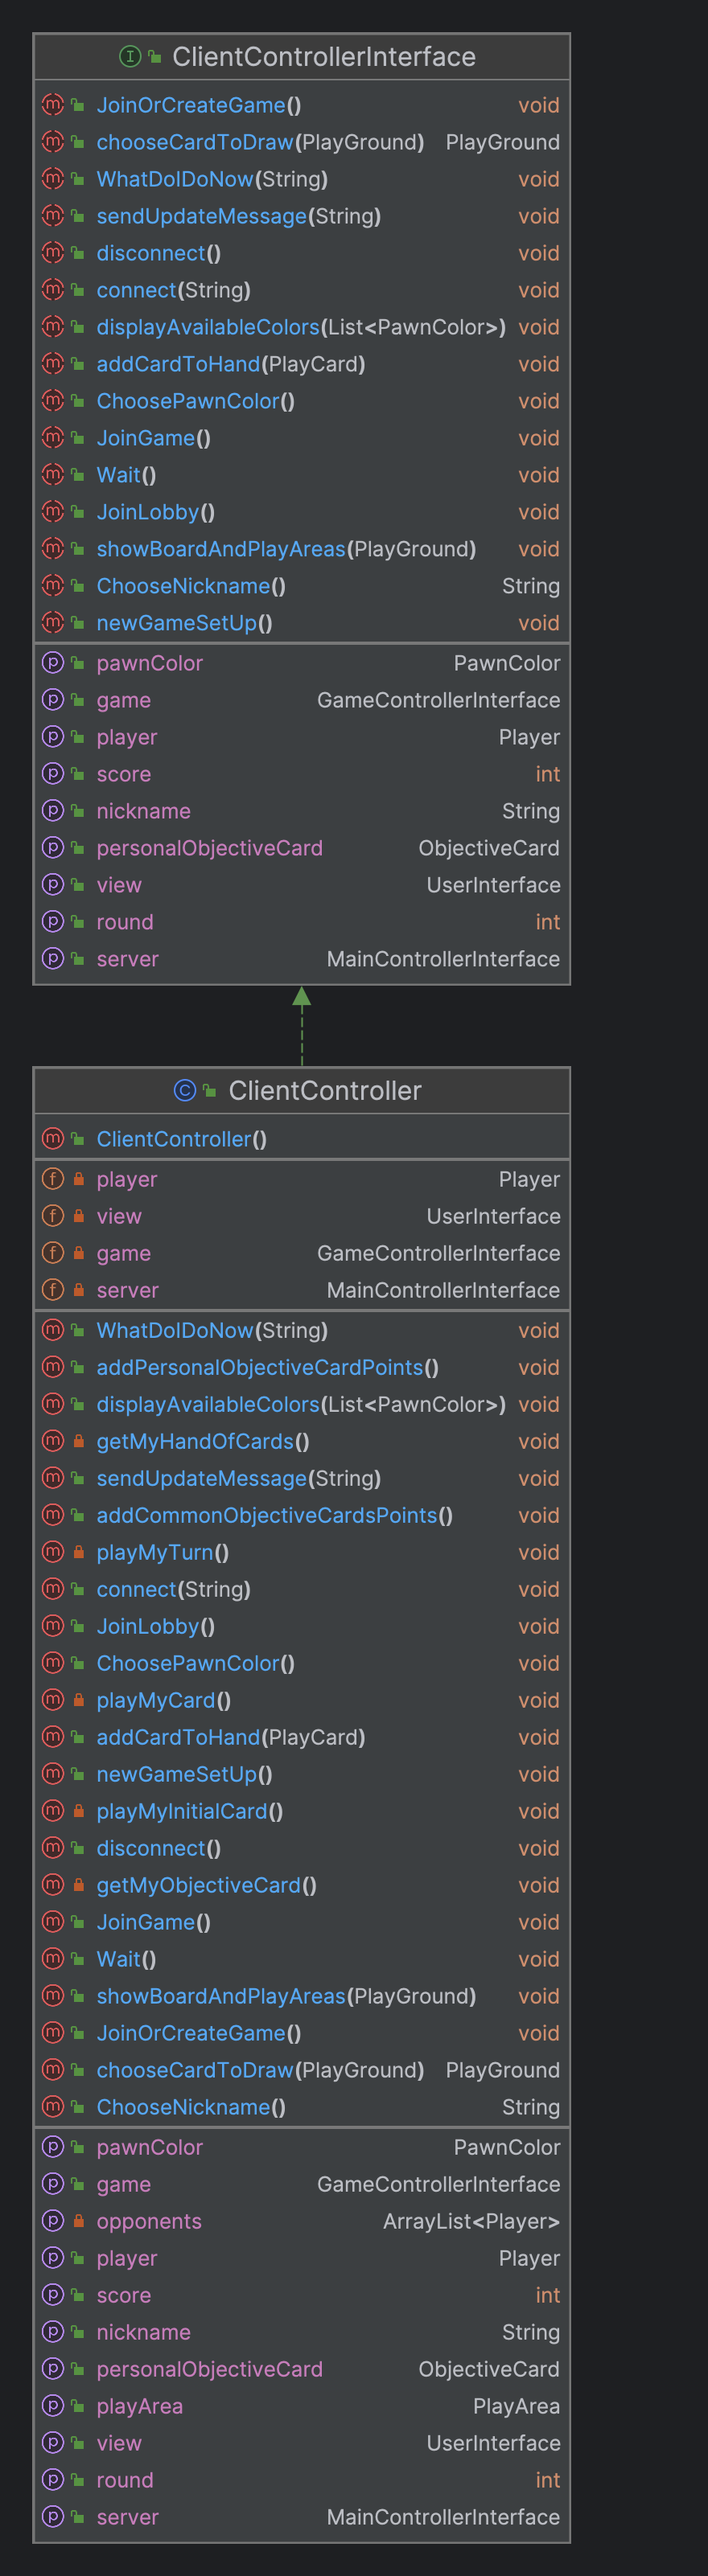 ClientControllerInterface
JoinOrCreateGame() void
chooseCardToDraw(PlayGround) PlayGround
WhatDoIDoNow(String) void
sendUpdateMessage(String) void
disconnect() void
connect(String) void
displayAvailableColors(List<PawnColor>) void
addCardToHand(PlayCard) void
ChoosePawnColor() void
JoinGame() void
Wait() void
JoinLobby() void
showBoardAndPlayAreas(PlayGround) void
ChooseNickname() String
newGameSetUp() void
pawnColor PawnColor
game GameControllerInterface
player Player
score int
nickname String
personalObjectiveCard ObjectiveCard
view UserInterface
round int
server MainControllerInterface
ClientController
ClientController()
player Player
view UserInterface
game GameControllerInterface
server MainControllerInterface
WhatDoIDoNow(String) void
addPersonalObjectiveCardPoints() void
displayAvailableColors(List<PawnColor>) void
getMyHandOfCards() void
sendUpdateMessage(String) void
addCommonObjectiveCardsPoints() void
playMyTurn() void
connect(String) void
JoinLobby() void
ChoosePawnColor() void
playMyCard() void
addCardToHand(PlayCard) void
newGameSetUp() void
playMyInitialCard() void
disconnect() void
getMyObjectiveCard() void
JoinGame() void
Wait() void
showBoardAndPlayAreas(PlayGround) void
JoinOrCreateGame() void
chooseCardToDraw(PlayGround) PlayGround
ChooseNickname() String
pawnColor PawnColor
game GameControllerInterface
opponents ArrayList<Player>
player Player
score int
nickname String
personalObjectiveCard ObjectiveCard
playArea PlayArea
view UserInterface
round int
server MainControllerInterface